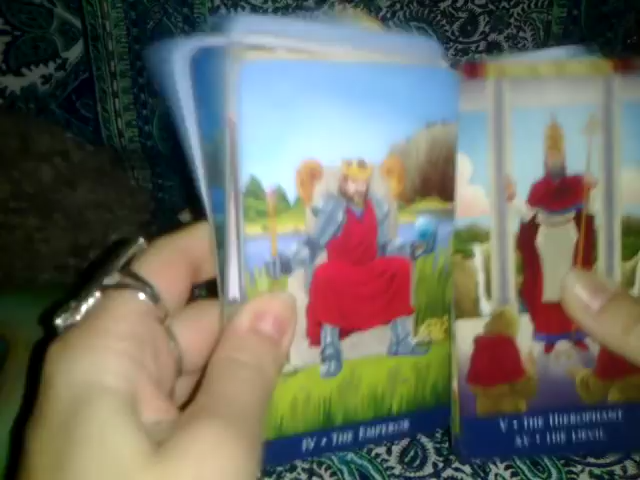 IV • THE EMPEROR
V • THE HIEROPHANT
XV • THE DEVIL